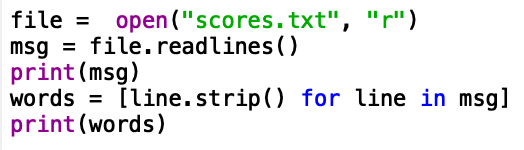 file =  open("scores.txt", "r")
msg = file.readlines()
print(msg)
words = [line.strip() for line in msg]
print(words)